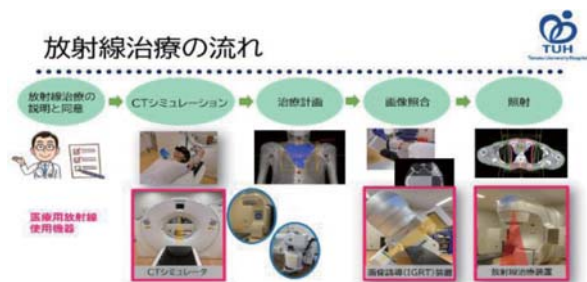 放射線治療の流れ
TUH
放射線治療の
説明と同意
CTシミュレーション
治療計画
画像照合
照射
医療用放射線
使用機器
CTシミュレータ
画像誘導(IGRT)装置
放射線治療装置